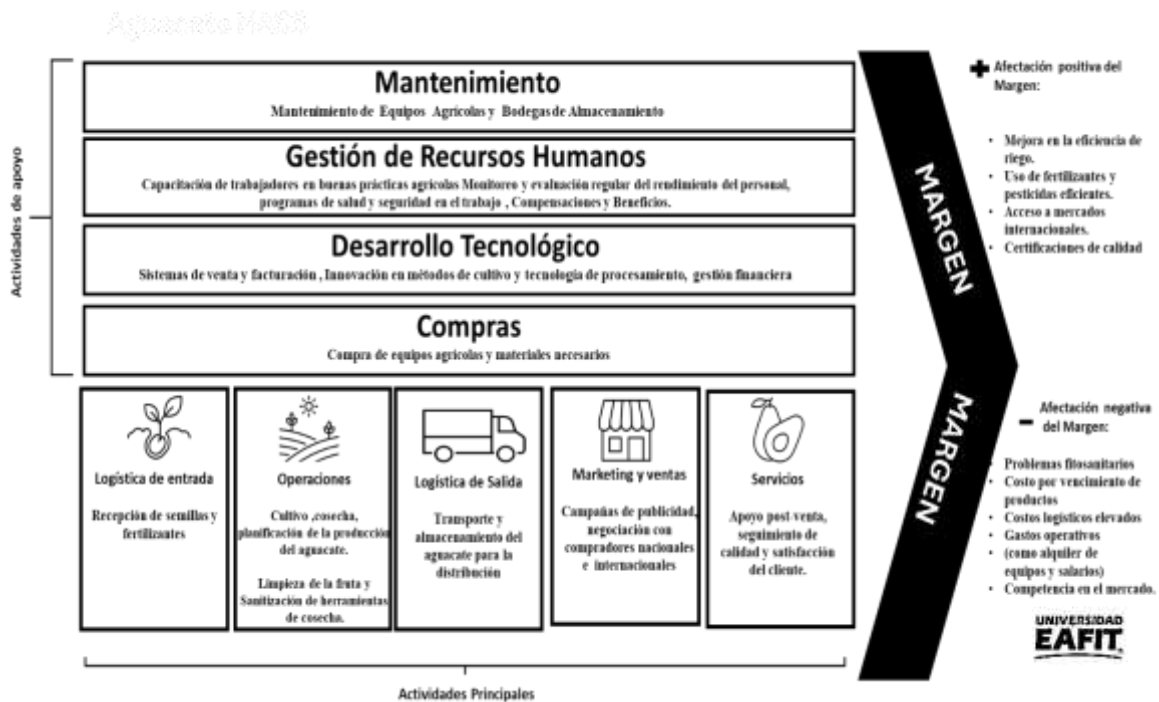 Aguacate HASS
Actividades de apoyo
Mantenimiento
Mantenimiento de Equipos Agrícolas y Bodegas de Almacenamiento
Gestión de Recursos Humanos
Capacitación de trabajadores en buenas prácticas agrícolas Monitoreo y evaluación regular del rendimiento del personal,
programas de salud y seguridad en el trabajo , Compensaciones y Beneficios.
Desarrollo Tecnológico
Sistemas de venta y facturación , Innovación en métodos de cultivo y tecnología de procesamiento, gestión financiera
Compras
Compra de equipos agrícolas y materiales necesarios
Logística de entrada
Recepción de semillas y
fertilizantes
Operaciones
Cultivo ,cosecha,
planificación de la producción
del aguacate.
Limpieza de la fruta y
Sanitización de herramientas
de cosecha.
Logística de Salida
Transporte y
almacenamiento del
aguacate para la
distribución
Marketing y ventas
Campañas de publicidad,
negociación con
compradores nacionales
e internacionales
Servicios
Apoyo post-venta,
seguimiento de
calidad y satisfacción
del cliente.
Actividades Principales
MARGEN
MARGEN
+ Afectación positiva del
Margen:
• Mejora en la eficiencia de
riego.
• Uso de fertilizantes y
pesticidas eficientes.
• Acceso a mercados
internacionales.
• Certificaciones de calidad
- Afectación negativa
del Margen:
• Problemas fitosanitarios
• Costo por vencimiento de
productos
• Costos logísticos elevados
• Gastos operativos
• (como alquiler de
equipos y salarios)
• Competencia en el mercado.
UNIVERSIDAD
EAFIT